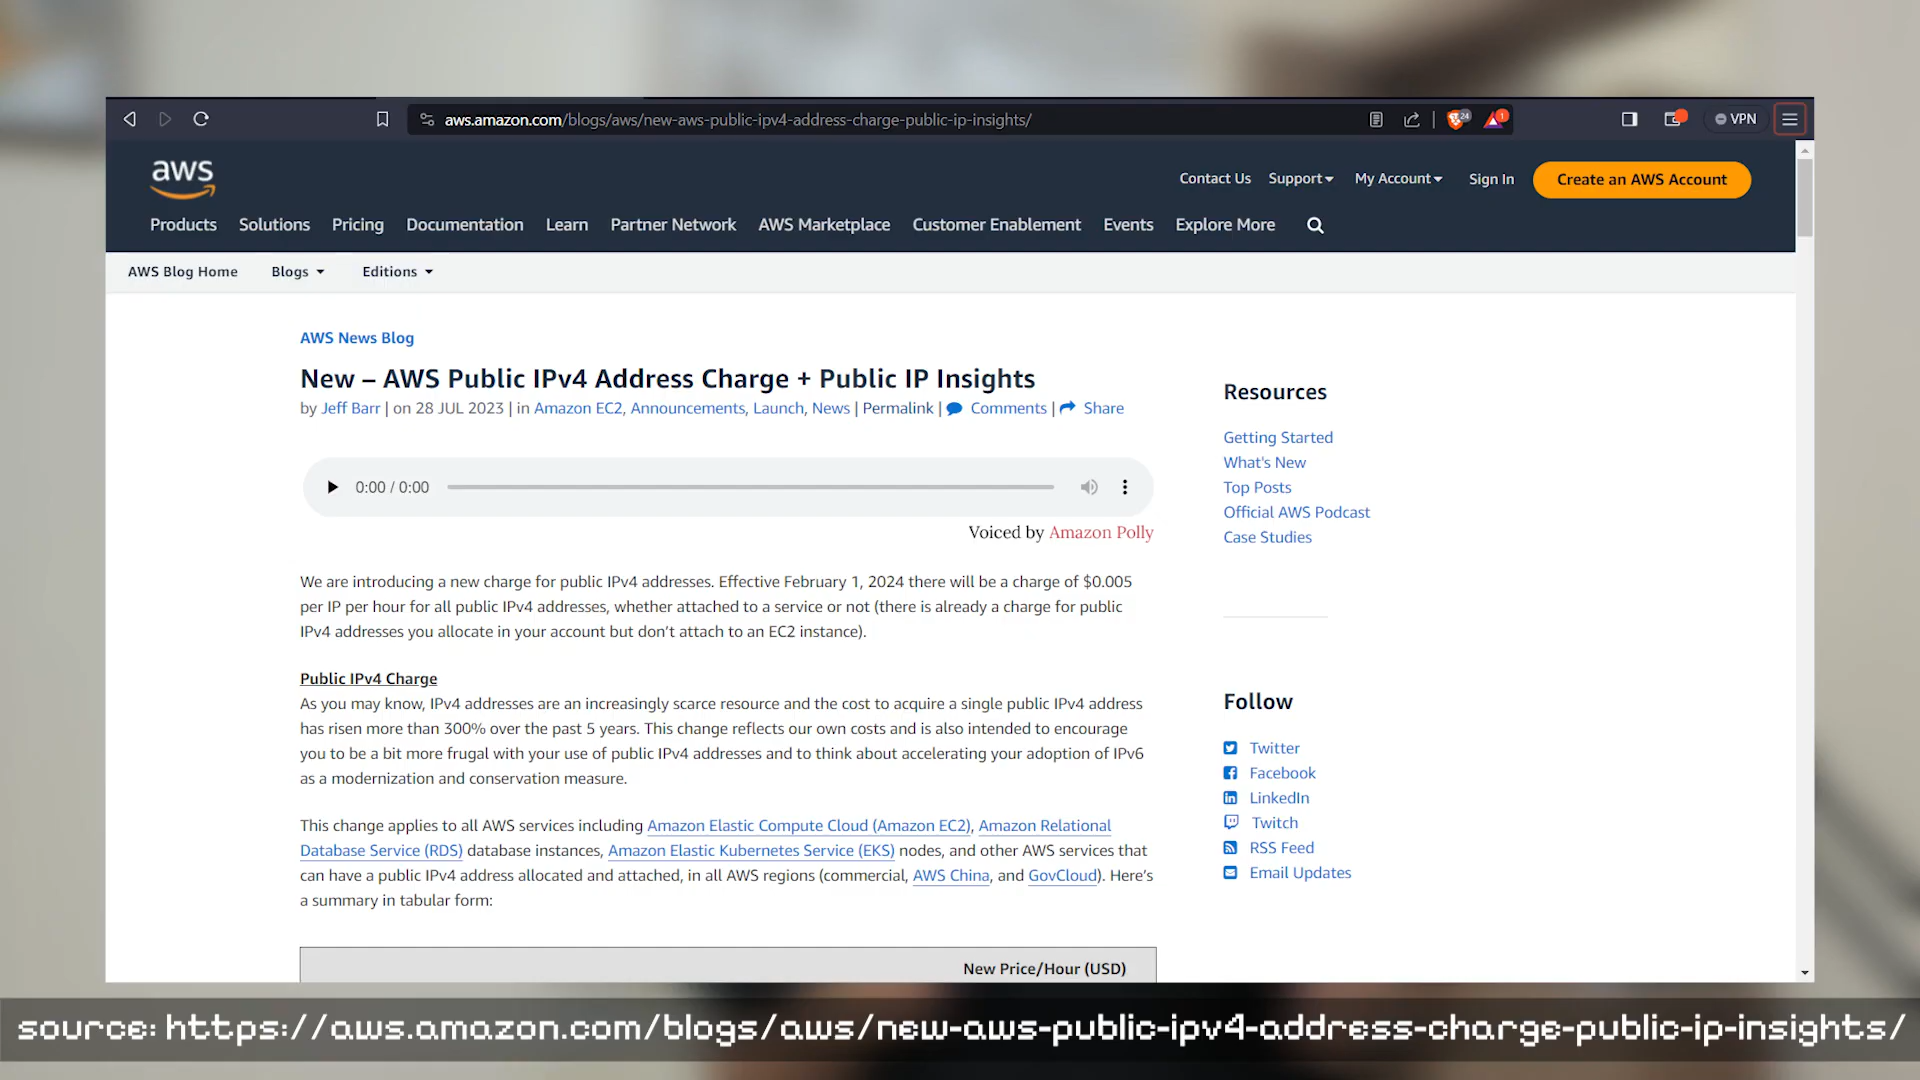 aws.amazon.com/blogs/aws/new-aws-public-ipv4-address-charge-public-ip-insights/
24
1
VPN
aws
Contact Us Support My Account Sign In Create an AWS Account
Products Solutions Pricing Documentation Learn Partner Network AWS Marketplace Customer Enablement Events Explore More
AWS Blog Home Blogs Editions
AWS News Blog
New – AWS Public IPv4 Address Charge + Public IP Insights
by Jeff Barr | on 28 JUL 2023 | in Amazon EC2, Announcements, Launch, News | Permalink | Comments | Share
0:00 / 0:00
Voiced by Amazon Polly
We are introducing a new charge for public IPv4 addresses. Effective February 1, 2024 there will be a charge of $0.005
per IP per hour for all public IPv4 addresses, whether attached to a service or not (there is already a charge for public
IPv4 addresses you allocate in your account but don’t attach to an EC2 instance).
Public IPv4 Charge
As you may know, IPv4 addresses are an increasingly scarce resource and the cost to acquire a single public IPv4 address
has risen more than 300% over the past 5 years. This change reflects our own costs and is also intended to encourage
you to be a bit more frugal with your use of public IPv4 addresses and to think about accelerating your adoption of IPv6
as a modernization and conservation measure.
This change applies to all AWS services including Amazon Elastic Compute Cloud (Amazon EC2), Amazon Relational
Database Service (RDS) database instances, Amazon Elastic Kubernetes Service (EKS) nodes, and other AWS services that
can have a public IPv4 address allocated and attached, in all AWS regions (commercial, AWS China, and GovCloud). Here’s
a summary in tabular form:
New Price/Hour (USD)
Resources
Getting Started
What's New
Top Posts
Official AWS Podcast
Case Studies
Follow
Twitter
Facebook
LinkedIn
Twitch
RSS Feed
Email Updates
source: https://aws.amazon.com/blogs/aws/new-aws-public-ipv4-address-charge-public-ip-insights/